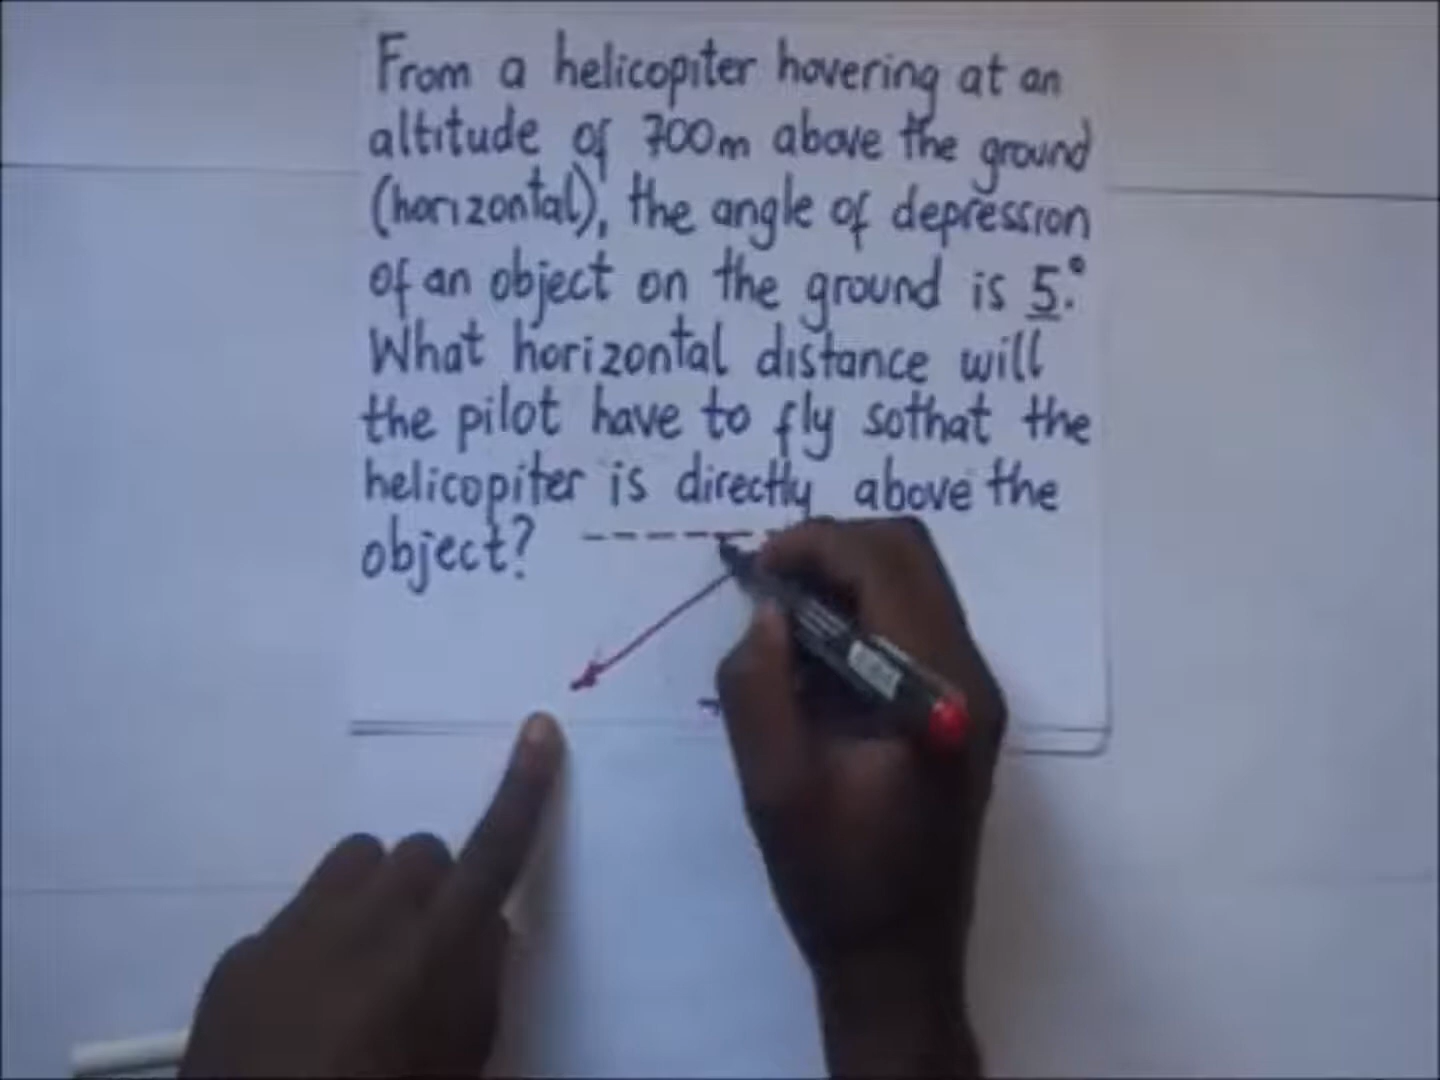 From a helicopiter hovering at an
altitude of 700m above the ground
(horizontal), the angle of depression
of an object on the ground is 5.°
What horizontal distance will
the pilot have to fly sothat the
helicopiter is directly above the
object?